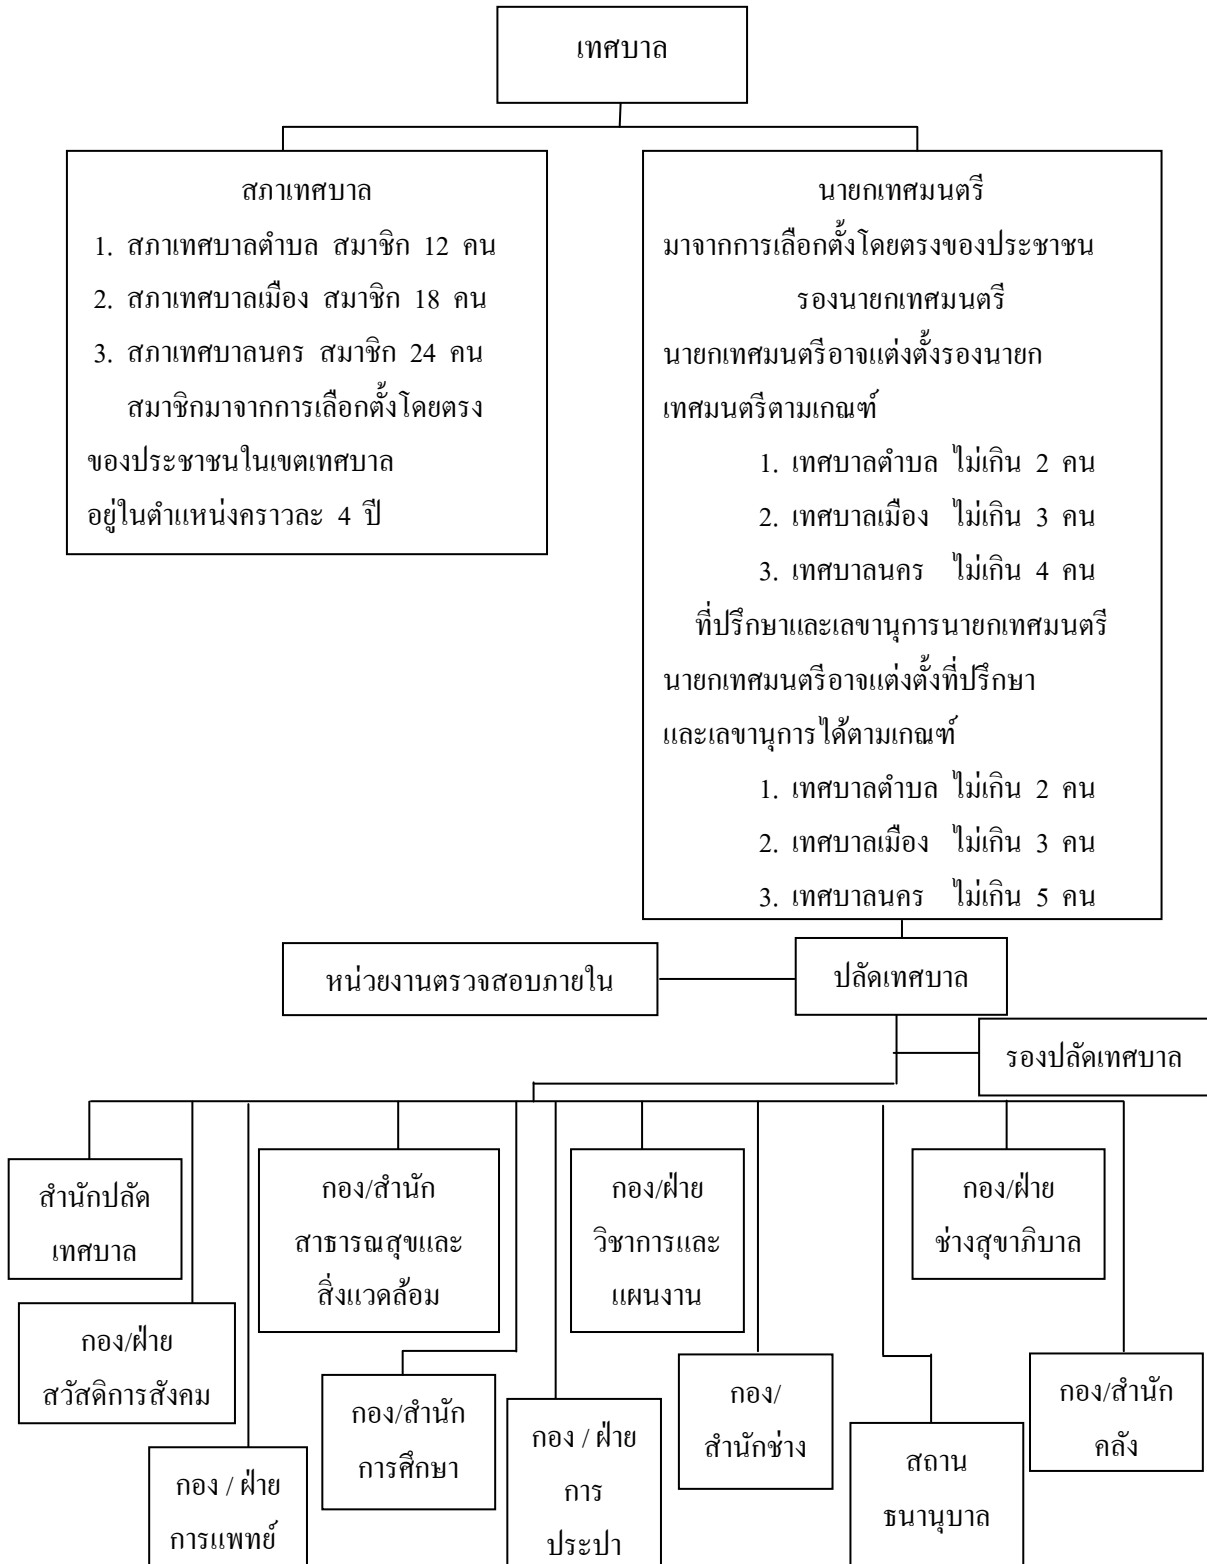 เทศบาล
สภาเทศบาล
1. สภาเทศบาลตำบล สมาชิก 12 คน
2. สภาเทศบาลเมือง สมาชิก 18 คน
3. สภาเทศบาลนคร สมาชิก 24 คน
สมาชิกมาจากการเลือกตั้งโดยตรง
ของประชาชนในเขตเทศบาล
อยู่ในตำแหน่งคราวละ 4 ปี
นายกเทศมนตรี
มาจากการเลือกตั้งโดยตรงของประชาชน
รองนายกเทศมนตรี
นายกเทศมนตรีอาจแต่งตั้งรองนายก
เทศมนตรีตามเกณฑ์
1. เทศบาลตำบล ไม่เกิน 2 คน
2. เทศบาลเมือง ไม่เกิน 3 คน
3. เทศบาลนคร ไม่เกิน 4 คน
ที่ปรึกษาและเลขานุการนายกเทศมนตรี
นายกเทศมนตรีอาจแต่งตั้งที่ปรึกษา
และเลขานุการได้ตามเกณฑ์
1. เทศบาลตำบล ไม่เกิน 2 คน
2. เทศบาลเมือง ไม่เกิน 3 คน
3. เทศบาลนคร ไม่เกิน 5 คน
หน่วยงานตรวจสอบภายใน
ปลัดเทศบาล
รองปลัดเทศบาล
สำนักปลัด
เทศบาล
กอง/ฝ่าย
สวัสดิการสังคม
กอง / ฝ่าย
การแพทย์
กอง/สำนัก
สาธารณสุขและ
สิ่งแวดล้อม
กอง/สำนัก
การศึกษา
กอง / ฝ่าย
การ
ประปา
กอง/ฝ่าย
วิชาการและ
แผนงาน
กอง/
สำนักช่าง
สถาน
ธนานุบาล
กอง/ฝ่าย
ช่างสุขาภิบาล
กอง/สำนัก
คลัง